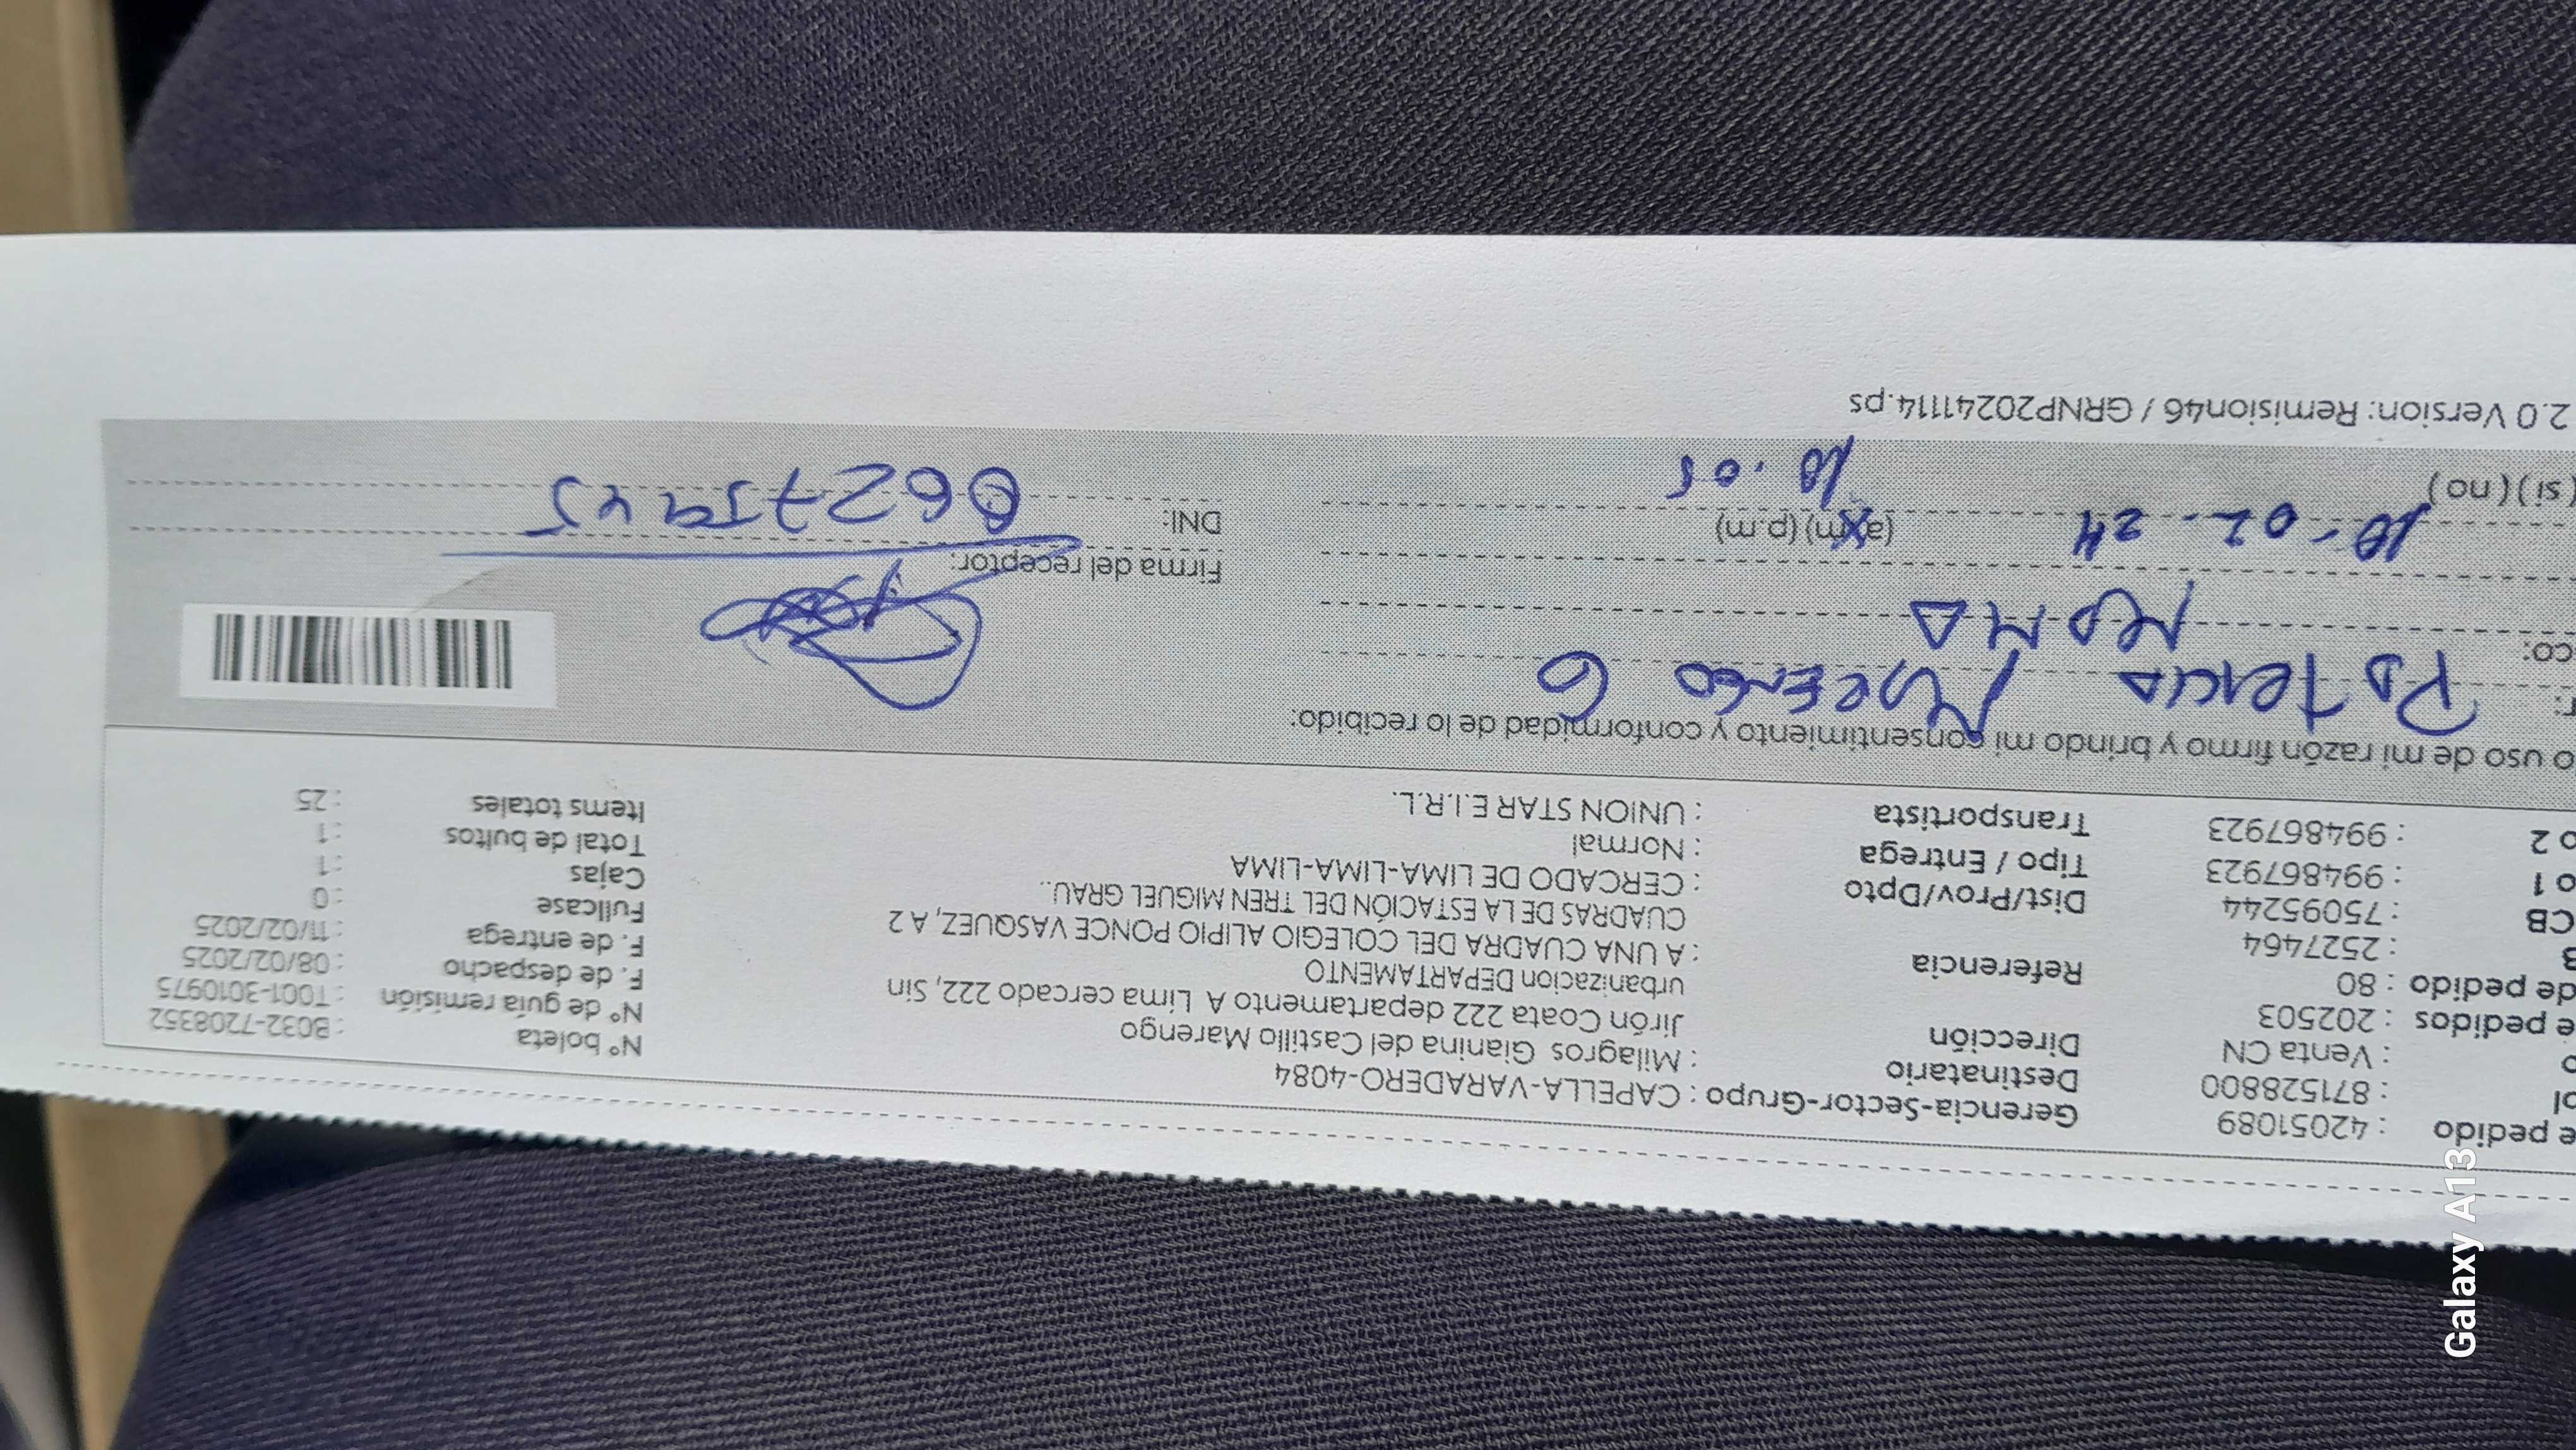 e pedido : 42051089 Gerencia-Sector-Grupo : CAPELLA-VARADERO-4084 N° boleta : B032-7208352
ol : 871528800 Destinatario : Milagros Gianina del Castillo Marengo N° de guía remisión : T001-3010975
o : Venta CN Dirección Jirón Coata 222 departamento A Lima cercado 222, Sin F. de despacho : 08/02/2025
e pedidos : 202503 urbanizacion DEPARTAMENTO F. de entrega : 11/02/2025
de pedido : 80 Referencia : A UNA CUADRA DEL COLEGIO ALIPIO PONCE VASQUEZ, A 2 Fullcase : 0
3 : 2527464 CUADRAS DE LA ESTACIÓN DEL TREN MIGUEL GRAU.. Cajas : 1
CB : 75095244 Dist/Prov/Dpto : CERCADO DE LIMA-LIMA-LIMA Total de bultos : 1
o 1 : 994867923 Tipo / Entrega : Normal Items totales : 25
o 2 : 994867923 Transportista : UNION STAR E.I.R.L.
o uso de mi razón firmo y brindo mi consentimiento y conformidad de lo recibido:
r:
co:
Firma del receptor:
10-02-24 (a.m) (p.m) DNI:
(si) (no) 10.05
2.0 Version: Remision46 / GRNP20241114.ps
Galaxy A13